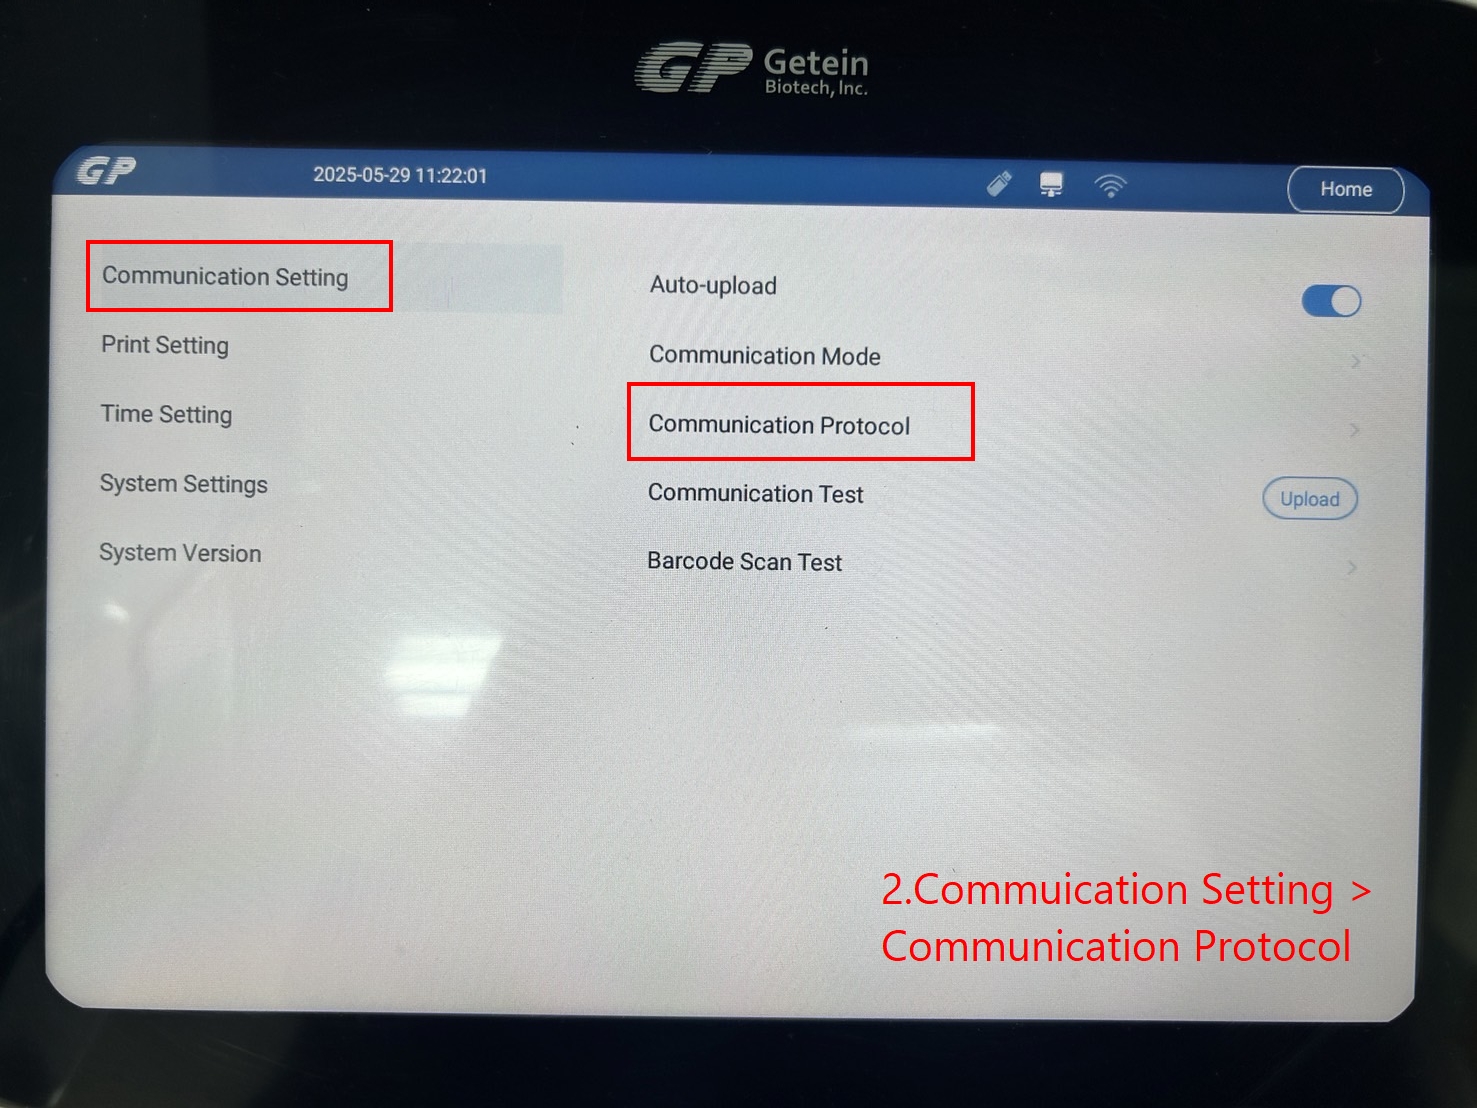 GP Getein
Biotech, Inc.
GP 2025-05-29 11:22:01 Home
Communication Setting
Print Setting
Time Setting
System Settings
System Version
Auto-upload
Communication Mode
Communication Protocol
Communication Test Upload
Barcode Scan Test
2.Commuication Setting >
Communication Protocol